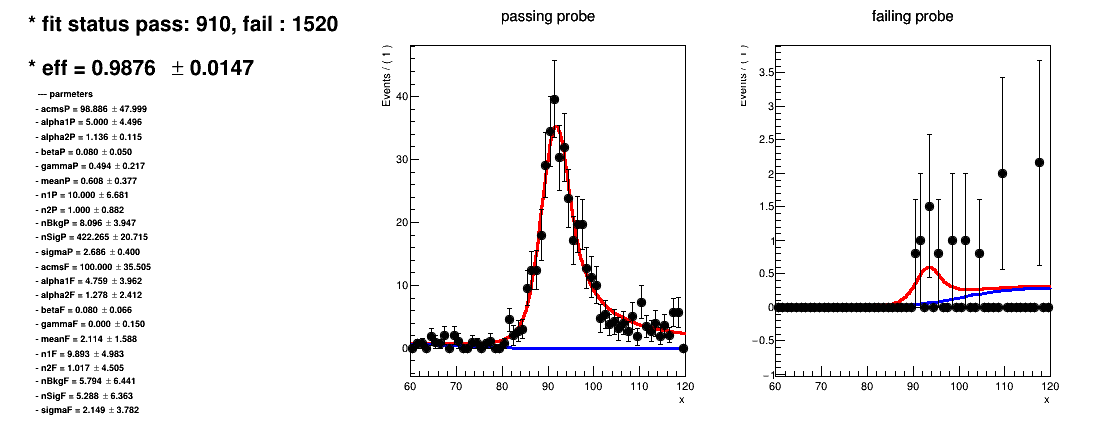 * fit status pass: 910, fail : 1520
* eff = 0.9876 ± 0.0147
--- parmeters
- acmsP = 98.886 ± 47.999
- alpha1P = 5.000 ± 4.496
- alpha2P = 1.136 ± 0.115
- betaP = 0.080 ± 0.050
- gammaP = 0.494 ± 0.217
- meanP = 0.608 ± 0.377
- n1P = 10.000 ± 6.681
- n2P = 1.000 ± 0.882
- nBkgP = 8.096 ± 3.947
- nSigP = 422.265 ± 20.715
- sigmaP = 2.686 ± 0.400
- acmsF = 100.000 ± 35.505
- alpha1F = 4.759 ± 3.962
- alpha2F = 1.278 ± 2.412
- betaF = 0.080 ± 0.066
- gammaF = 0.000 ± 0.150
- meanF = 2.114 ± 1.588
- n1F = 9.893 ± 4.983
- n2F = 1.017 ± 4.505
- nBkgF = 5.794 ± 6.441
- nSigF = 5.288 ± 6.363
- sigmaF = 2.149 ± 3.782
passing probe
Events / ( 1 )
40
30
20
10
0
60 70 80 90 100 110 120
x
failing probe
Events / ( 1 )
3.5
3
2.5
2
1.5
1
0.5
0
−0.5
−1
60 70 80 90 100 110 120
x